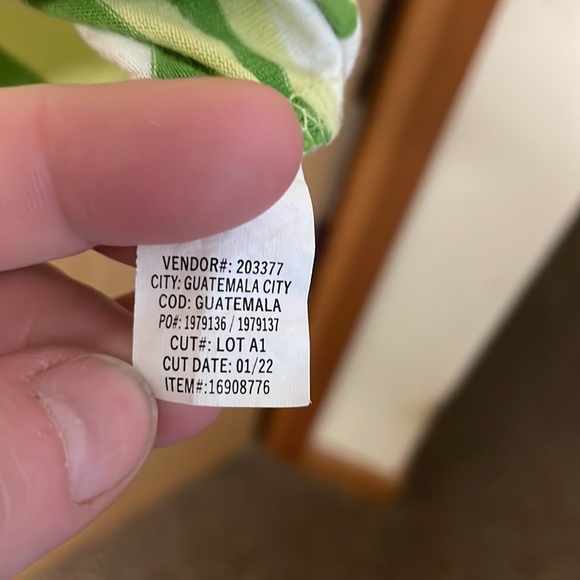 VENDOR#: 203377
CITY: GUATEMALA CITY
COD: GUATEMALA
PO#: 1979136 / 1979137
CUT#: LOT A1
CUT DATE: 01/22
ITEM#:16908776